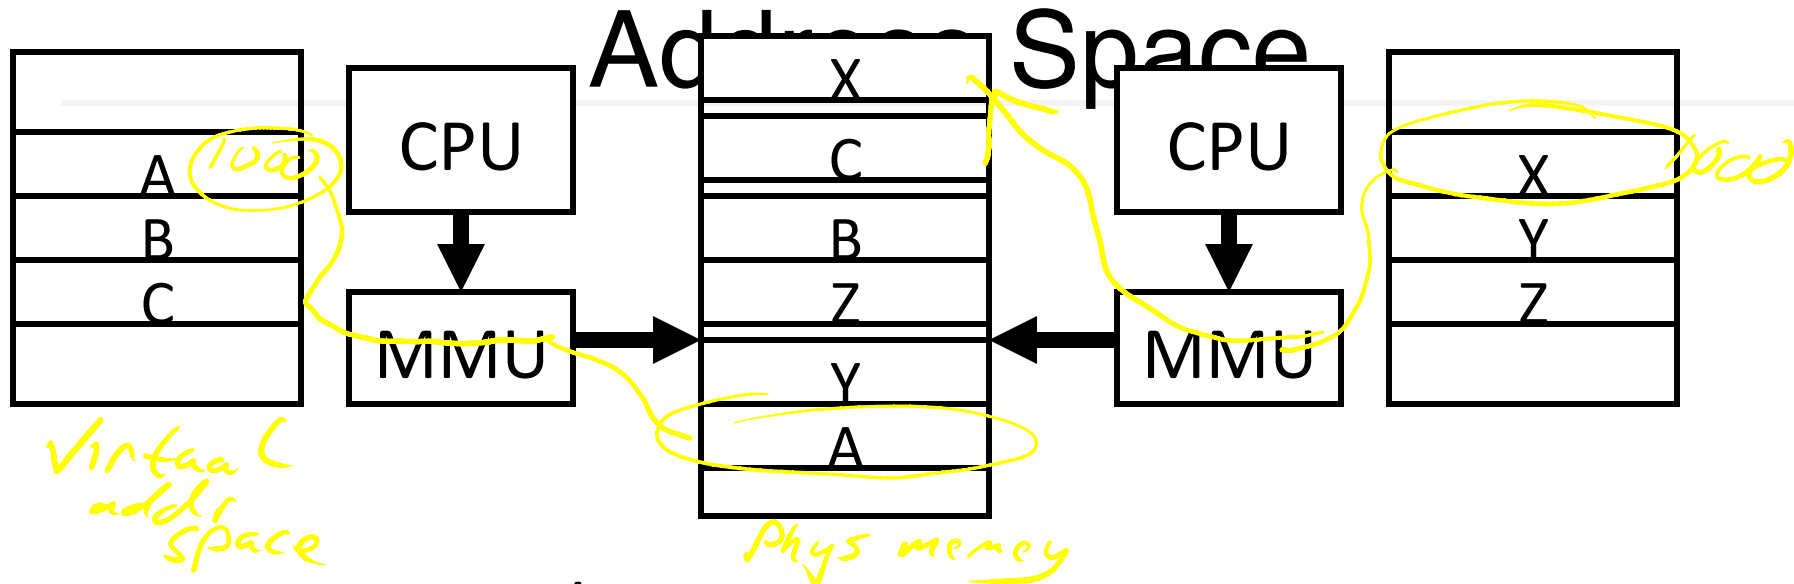 Address Space
A 1000
B
C
CPU
MMU
X
C
B
Z
Y
A
CPU
MMU
X 1000
Y
Z
Virtual
addr
space
Phys memory